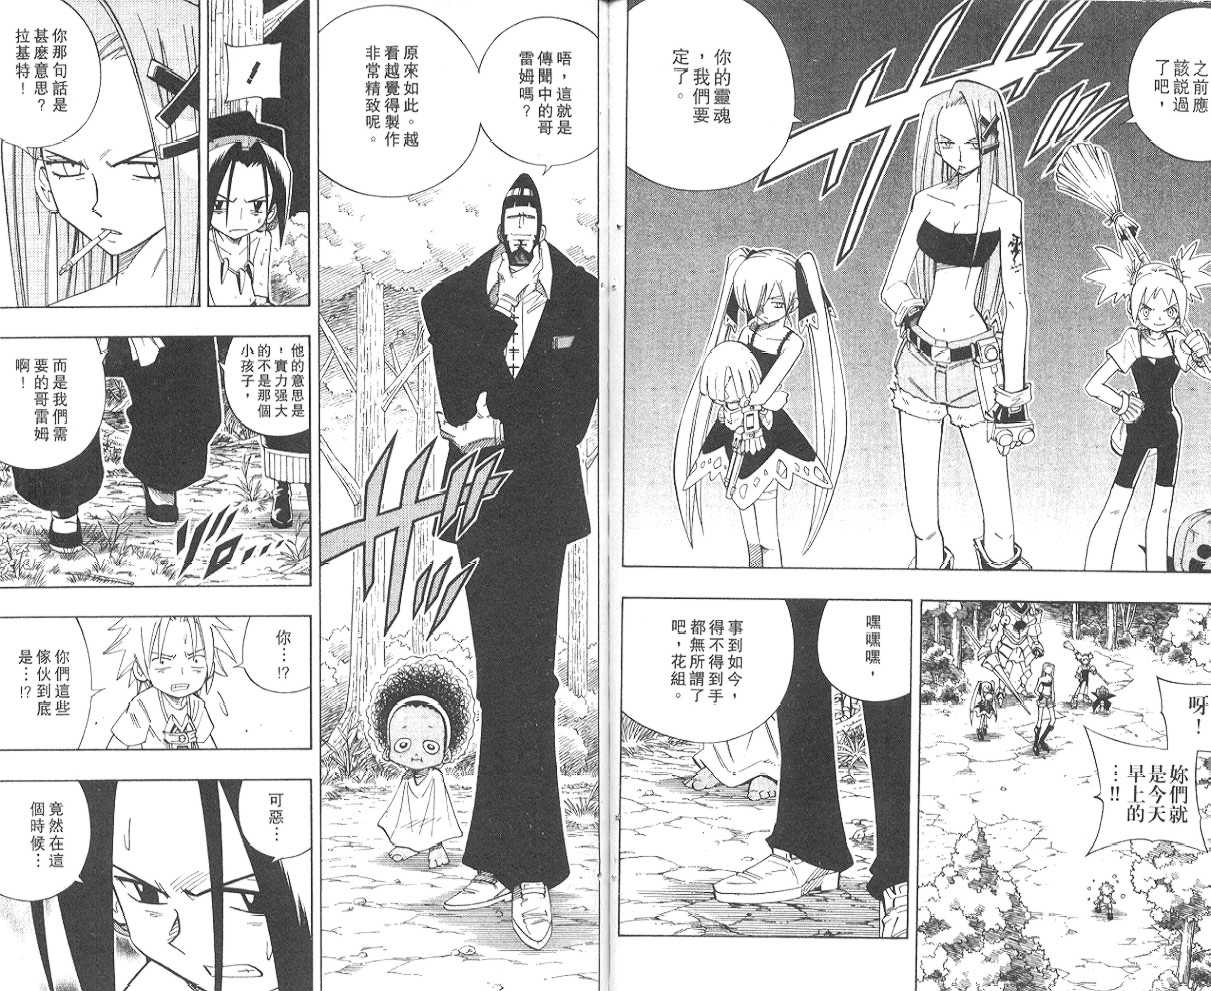 之前應
該說過
了吧，
你的靈魂
，我們要
定了。
呀！
妳們就
是今天
早上的
…!!
嘿嘿嘿，
事到如今，
得不得到手
都無所謂了
吧，花組。
唔，這就是
傳聞中的哥
雷姆嗎？
原來如此。越
看越覺得製作
非常精致呢。
！
你那句話是
甚麽意思？
拉基特！
他的意思是
，實力强大
的不是那個
小孩子，
而是我們需
要的哥雷姆
啊！
你…!?
你們這些
傢伙到底
是…!?
可惡…
竟然在這
個時候…